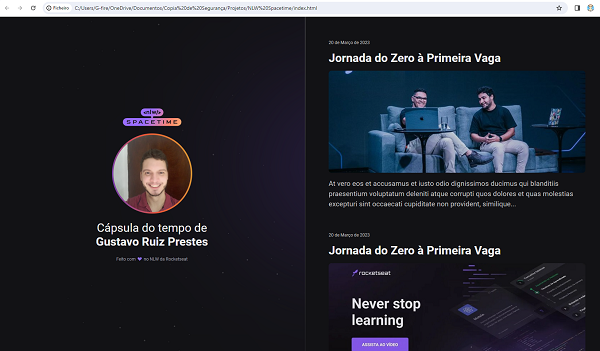 Ficheiro
C:/Users/G-fire/OneDrive/Documentos/Copia%20de%20Segurança/Projetos/NLW%20Spacetime/index.html
<nlw/>
SPACETIME
Cápsula do tempo de
Gustavo Ruiz Prestes
Feito com 💜 no NLW da Rocketseat
20 de Março de 2023
Jornada do Zero à Primeira Vaga
At vero eos et accusamus et iusto odio dignissimos ducimus qui blanditiis
praesentium voluptatum deleniti atque corrupti quos dolores et quas molestias
excepturi sint occaecati cupiditate non provident, similique...
20 de Março de 2023
Jornada do Zero à Primeira Vaga
rocketseat
Never stop
learning
ASSISTA AO VÍDEO